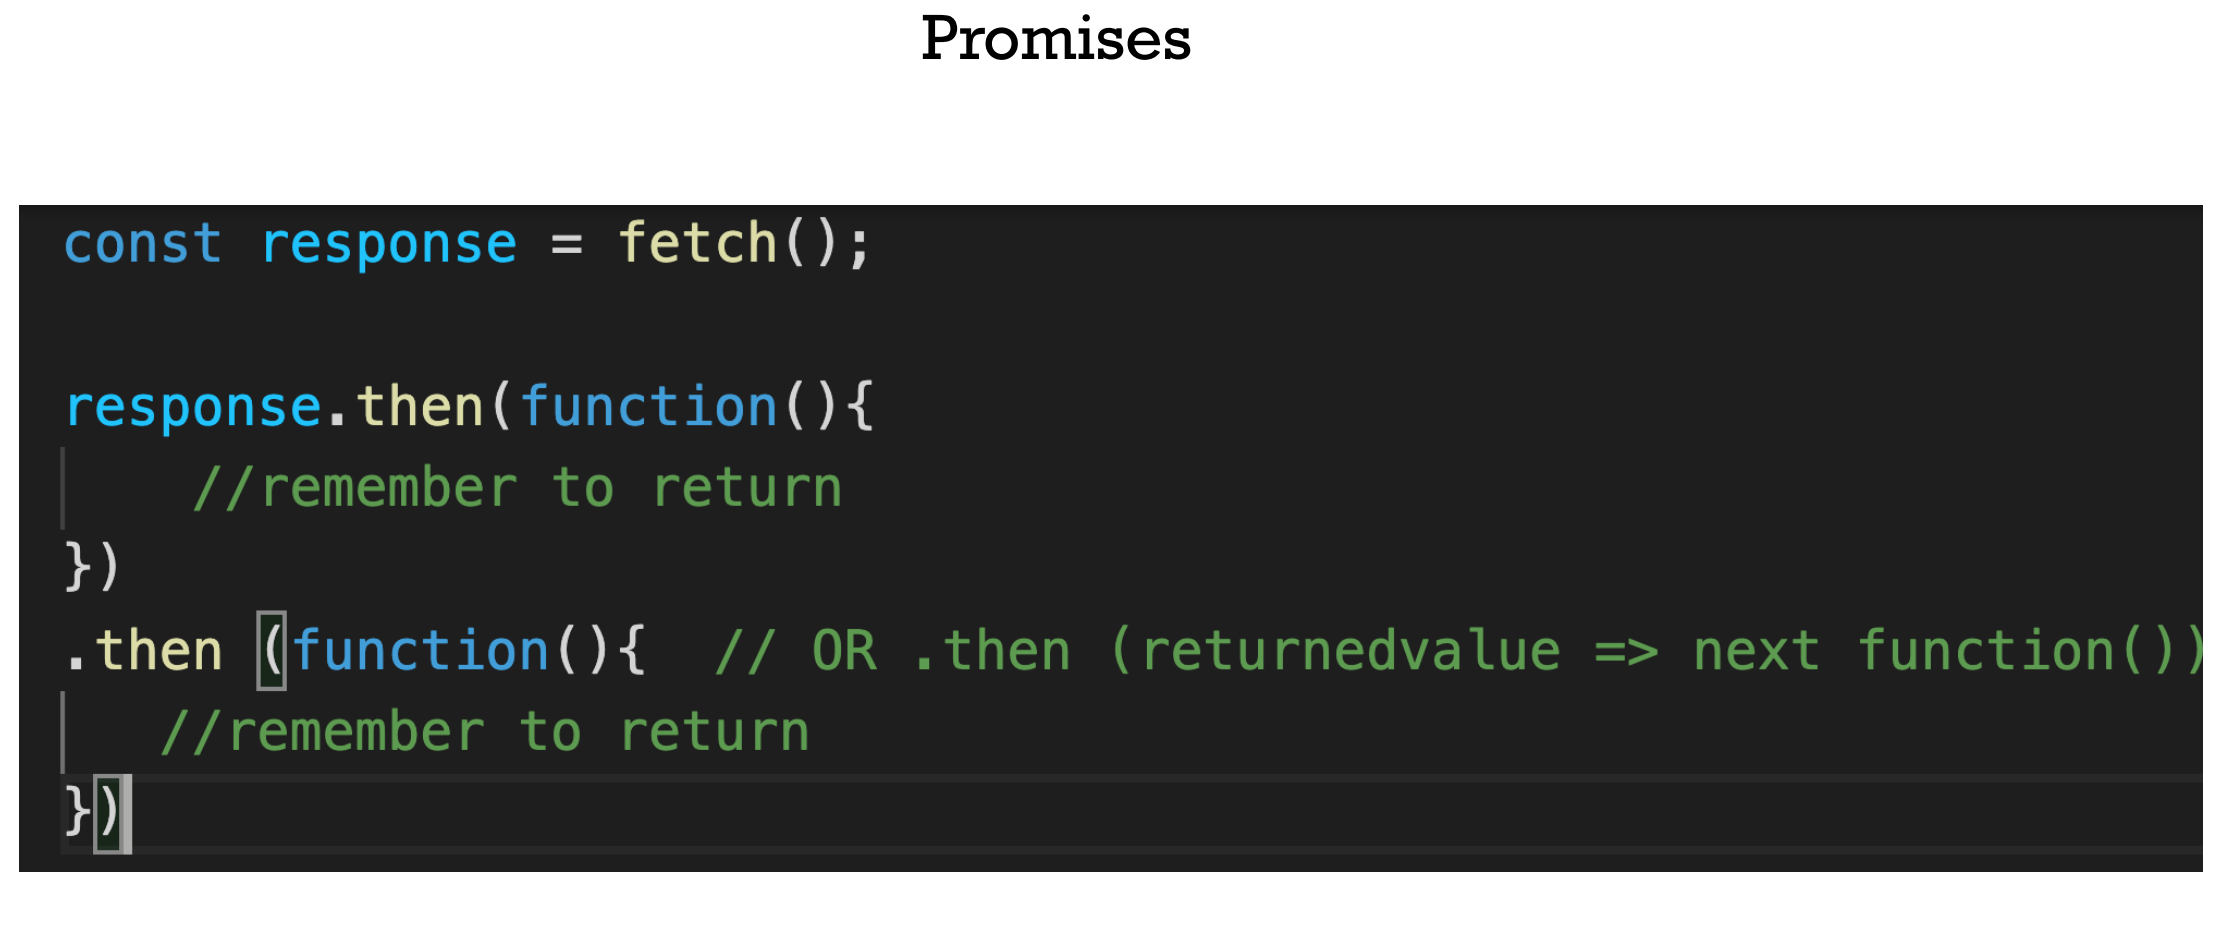 Promises
const response = fetch();
response.then(function(){
//remember to return
})
.then (function(){  // OR .then (returnedvalue => next function())
//remember to return
})